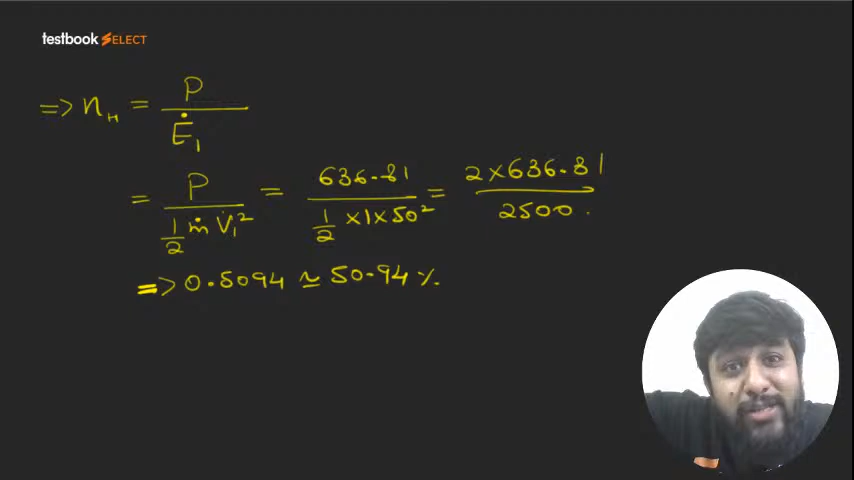 testbook SELECT
=> η_H = P / Ė₁
= P / (1/2 ṁ V₁²) = 636.81 / (1/2 × 1 × 50²) = 2 × 636.81 / 2500.
=> 0.5094 ≃ 50.94 %